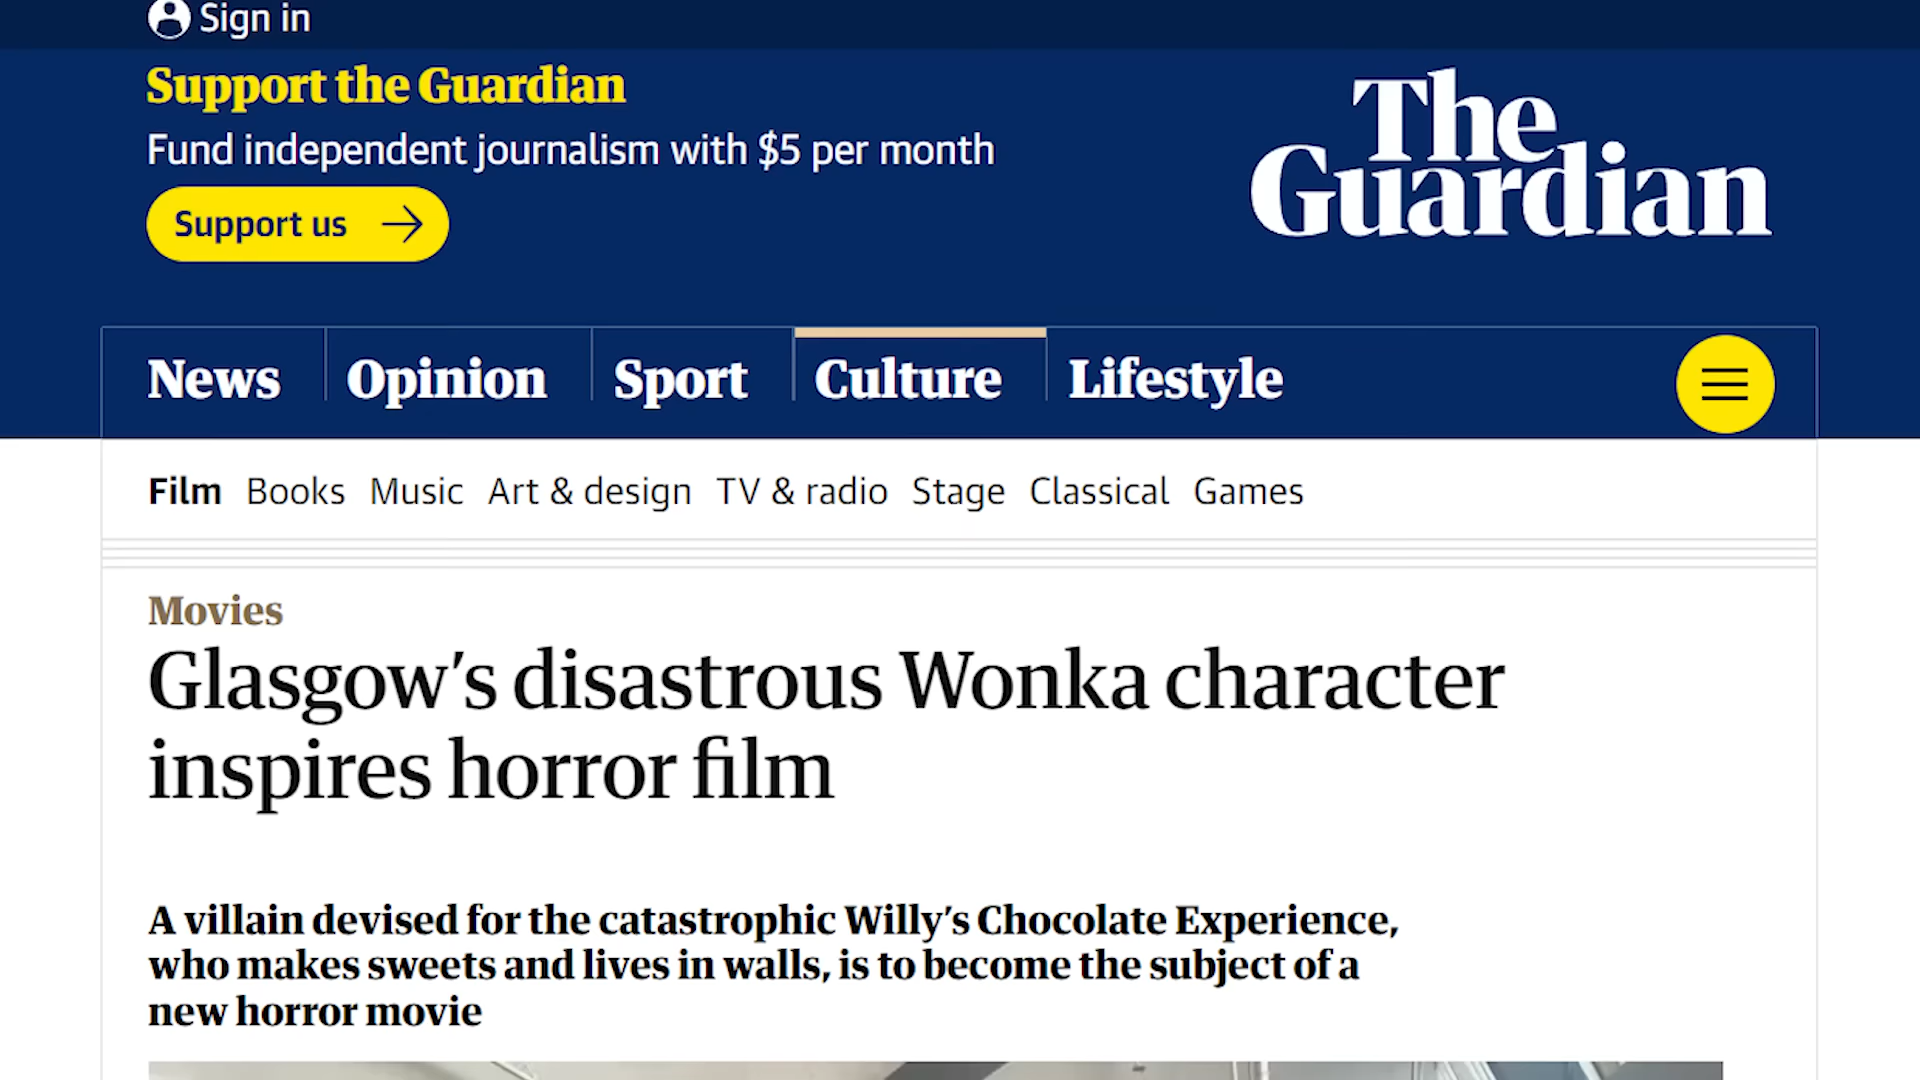 Sign in
Support the Guardian
Fund independent journalism with $5 per month
Support us
The
Guardian
News Opinion Sport Culture Lifestyle
Film Books Music Art & design TV & radio Stage Classical Games
Movies
Glasgow’s disastrous Wonka character
inspires horror film
A villain devised for the catastrophic Willy’s Chocolate Experience,
who makes sweets and lives in walls, is to become the subject of a
new horror movie